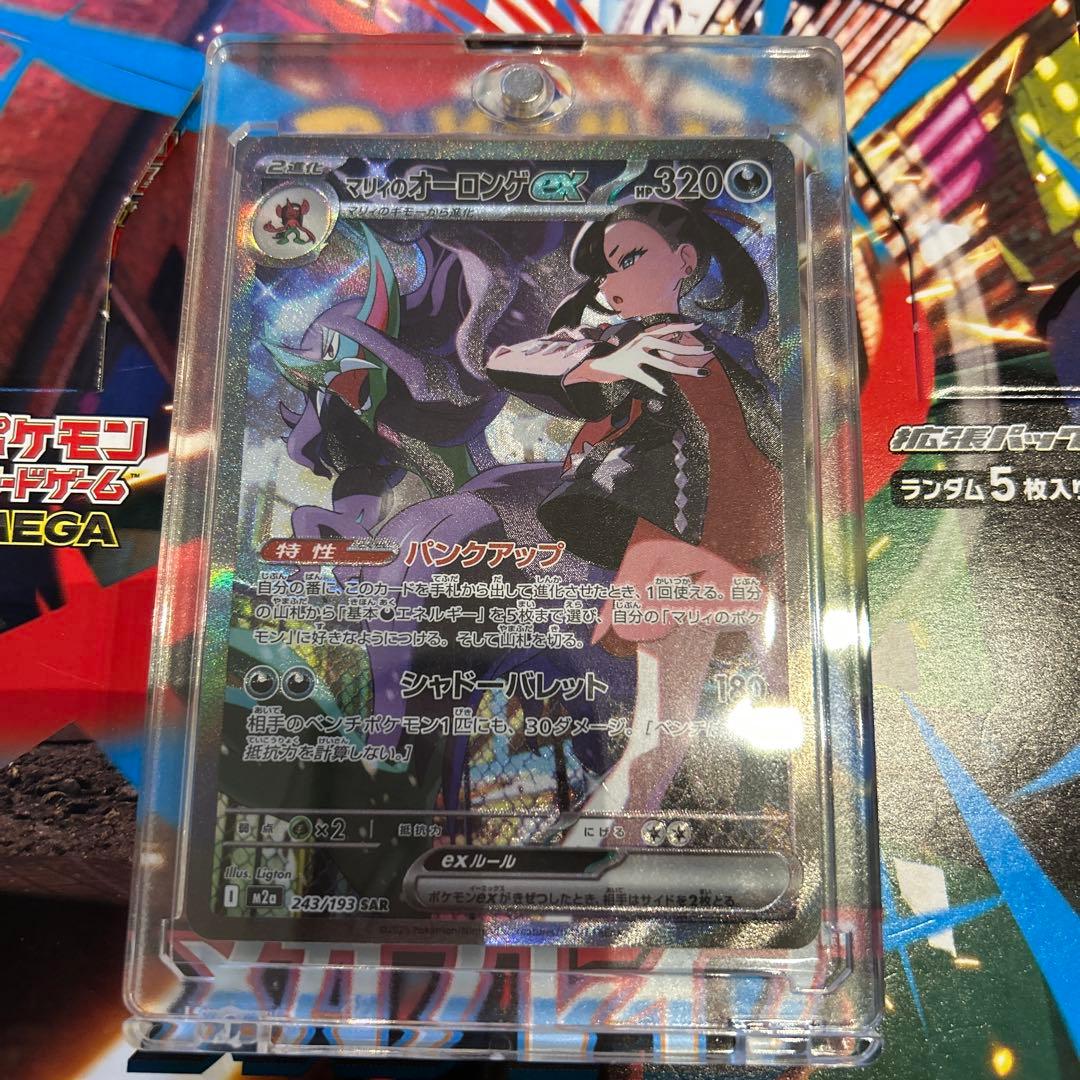 2進化
マリィのオーロンゲex HP320
マリィのギモーから進化
ポケモン
カードゲーム
MEGA
拡張パック
ランダム5枚入り
特性 パンクアップ
自分の番に、このカードを手札から出して進化させたとき、1回使える。自分
の山札から「基本エネルギー」を5枚まで選び、自分の「マリィのポケ
モン」に好きなようにつける。そして山札を切る。
シャドーバレット 180
相手のベンチポケモン1匹にも、30ダメージ。[ベンチは
抵抗力を計算しない。]
弱点 ×2 抵抗力 にげる
exルール
ポケモンexがきぜつしたとき、相手はサイドを2枚とる。
Illus. Ligton
I m2a 243/193 SAR